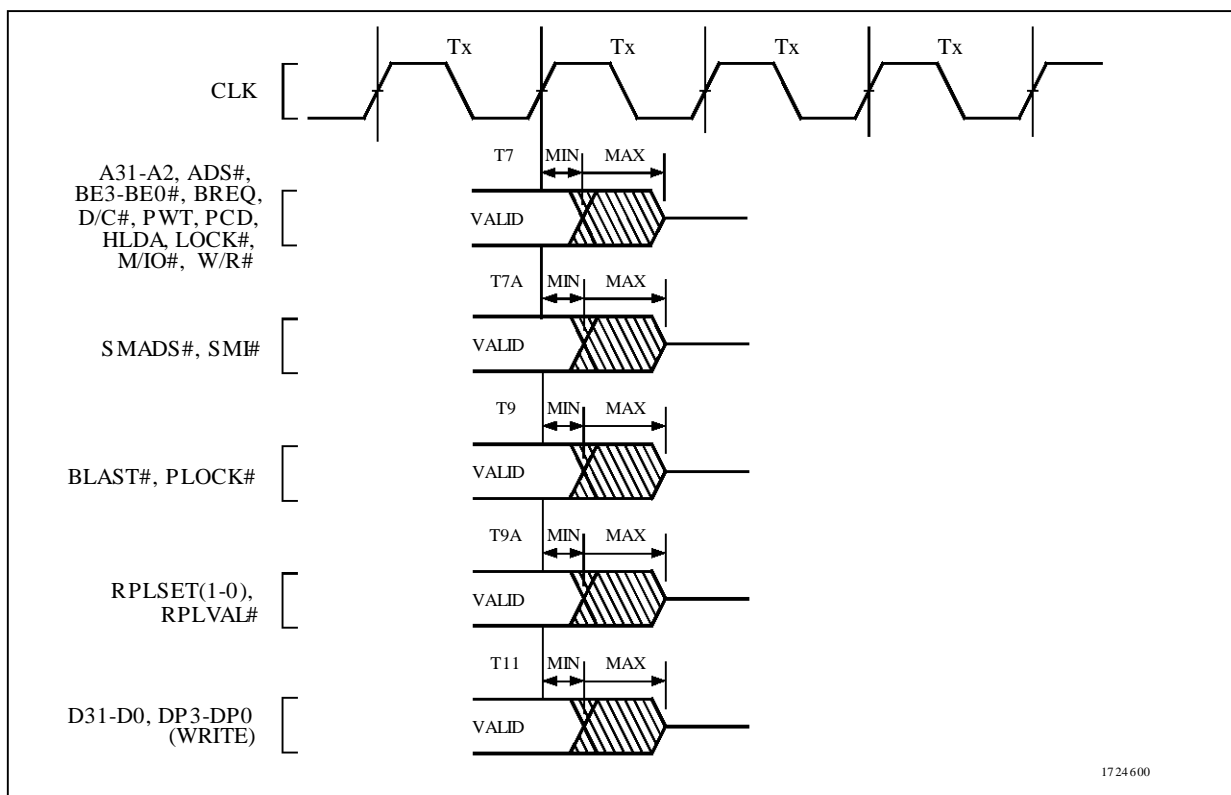 Tx Tx Tx Tx
CLK
T7 MIN MAX
A31-A2, ADS#,
BE3-BE0#, BREQ,
D/C#, PWT, PCD,
HLDA, LOCK#,
M/IO#, W/R#
VALID
T7A MIN MAX
SMADS#, SMI#
VALID
T9 MIN MAX
BLAST#, PLOCK#
VALID
T9A MIN MAX
RPLSET(1-0),
RPLVAL#
VALID
T11 MIN MAX
D31-D0, DP3-DP0
(WRITE)
VALID
1724600